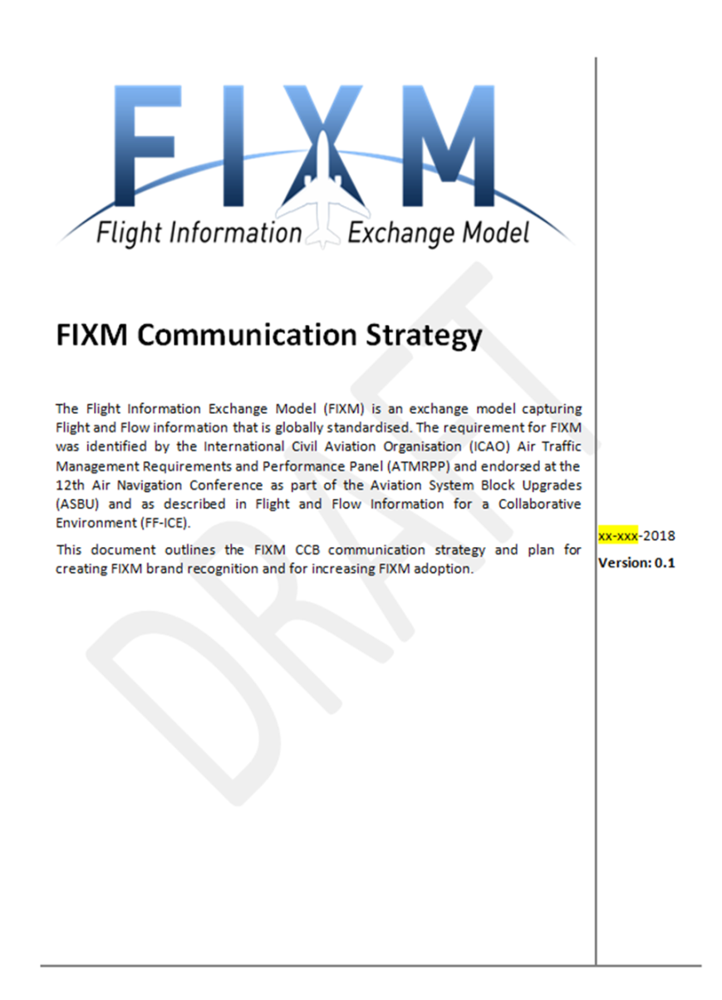 FIXM
Flight Information Exchange Model
FIXM Communication Strategy
The Flight Information Exchange Model (FIXM) is an exchange model capturing
Flight and Flow information that is globally standardised. The requirement for FIXM
was identified by the International Civil Aviation Organisation (ICAO) Air Traffic
Management Requirements and Performance Panel (ATMRPP) and endorsed at the
12th Air Navigation Conference as part of the Aviation System Block Upgrades
(ASBU) and as described in Flight and Flow Information for a Collaborative
Environment (FF-ICE).
This document outlines the FIXM CCB communication strategy and plan for
creating FIXM brand recognition and for increasing FIXM adoption.
xx-xxx-2018
Version: 0.1
DRAFT